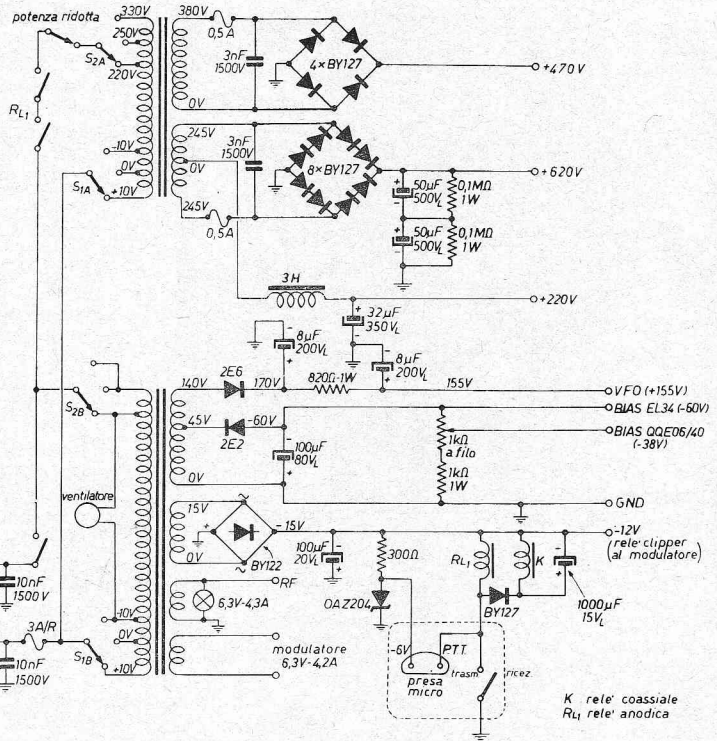 potenza ridotta
330V
250V
220V
S2A
RL1
-10V
0V
+10V
S1A
380V
0,5A
3nF
1500V
4×BY127
+470V
0V
245V
0V
245V
3nF
1500V
8×BY127
0,5A
+620V
50µF
500VL
0,1MΩ
1W
50µF
500VL
0,1MΩ
1W
3H
+220V
32µF
350VL
8µF
200VL
8µF
200VL
140V
2E6
170V
820Ω-1W
155V
VFO (+155V)
45V
2E2
-60V
BIAS EL34 (-60V)
BIAS QQE06/40
(-38V)
100µF
80VL
1kΩ
a filo
1kΩ
1W
0V
GND
S2B
ventilatore
15V
0V
-15V
BY122
100µF
20VL
300Ω
OAZ204
RL1
K
BY127
1000µF
15VL
-12V
(rele' clipper
al modulatore)
RF
6,3V-4,3A
modulatore
6,3V-4,2A
10nF
1500V
3A/R
10nF
1500V
-10V
0V
+10V
S1B
-6V
P.T.T.
presa
micro
trasm.
ricez.
K rele' coassiale
RL1 rele' anodica